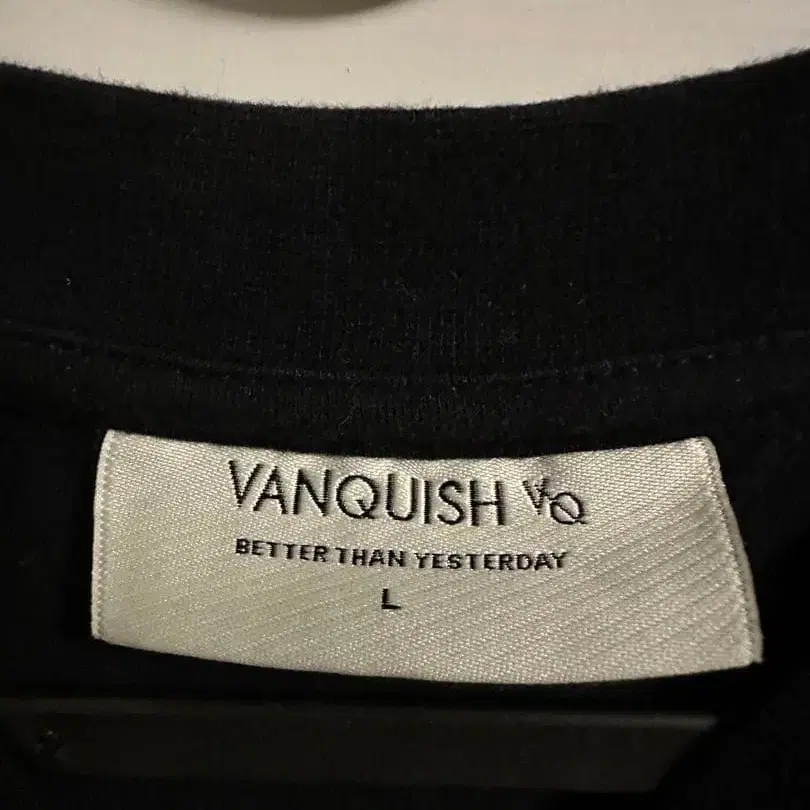 VANQUISH VQ
BETTER THAN YESTERDAY
L